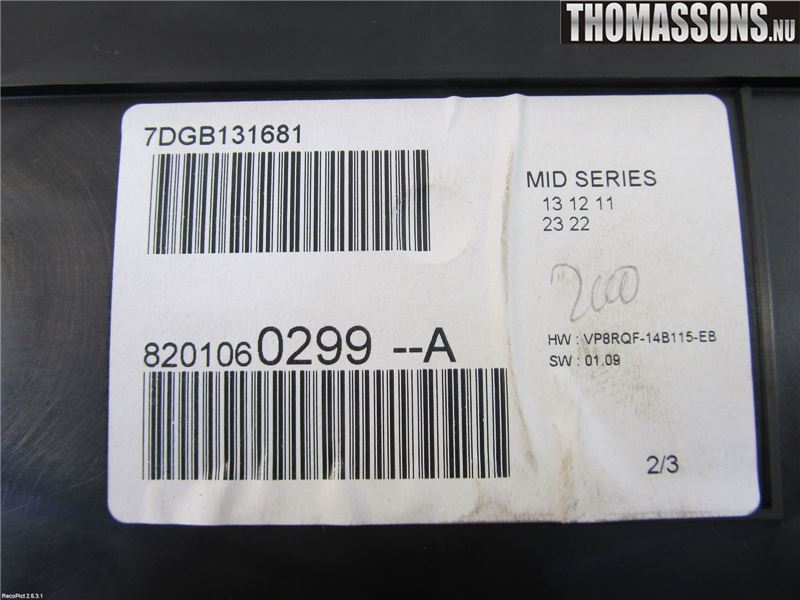 THOMASSONS.NU
7DGB131681
MID SERIES
13 12 11
23 22
2000
8201060299 --A
HW : VP8RQF-14B115-EB
SW : 01.09
2/3
RecoPict 2.5.3.1